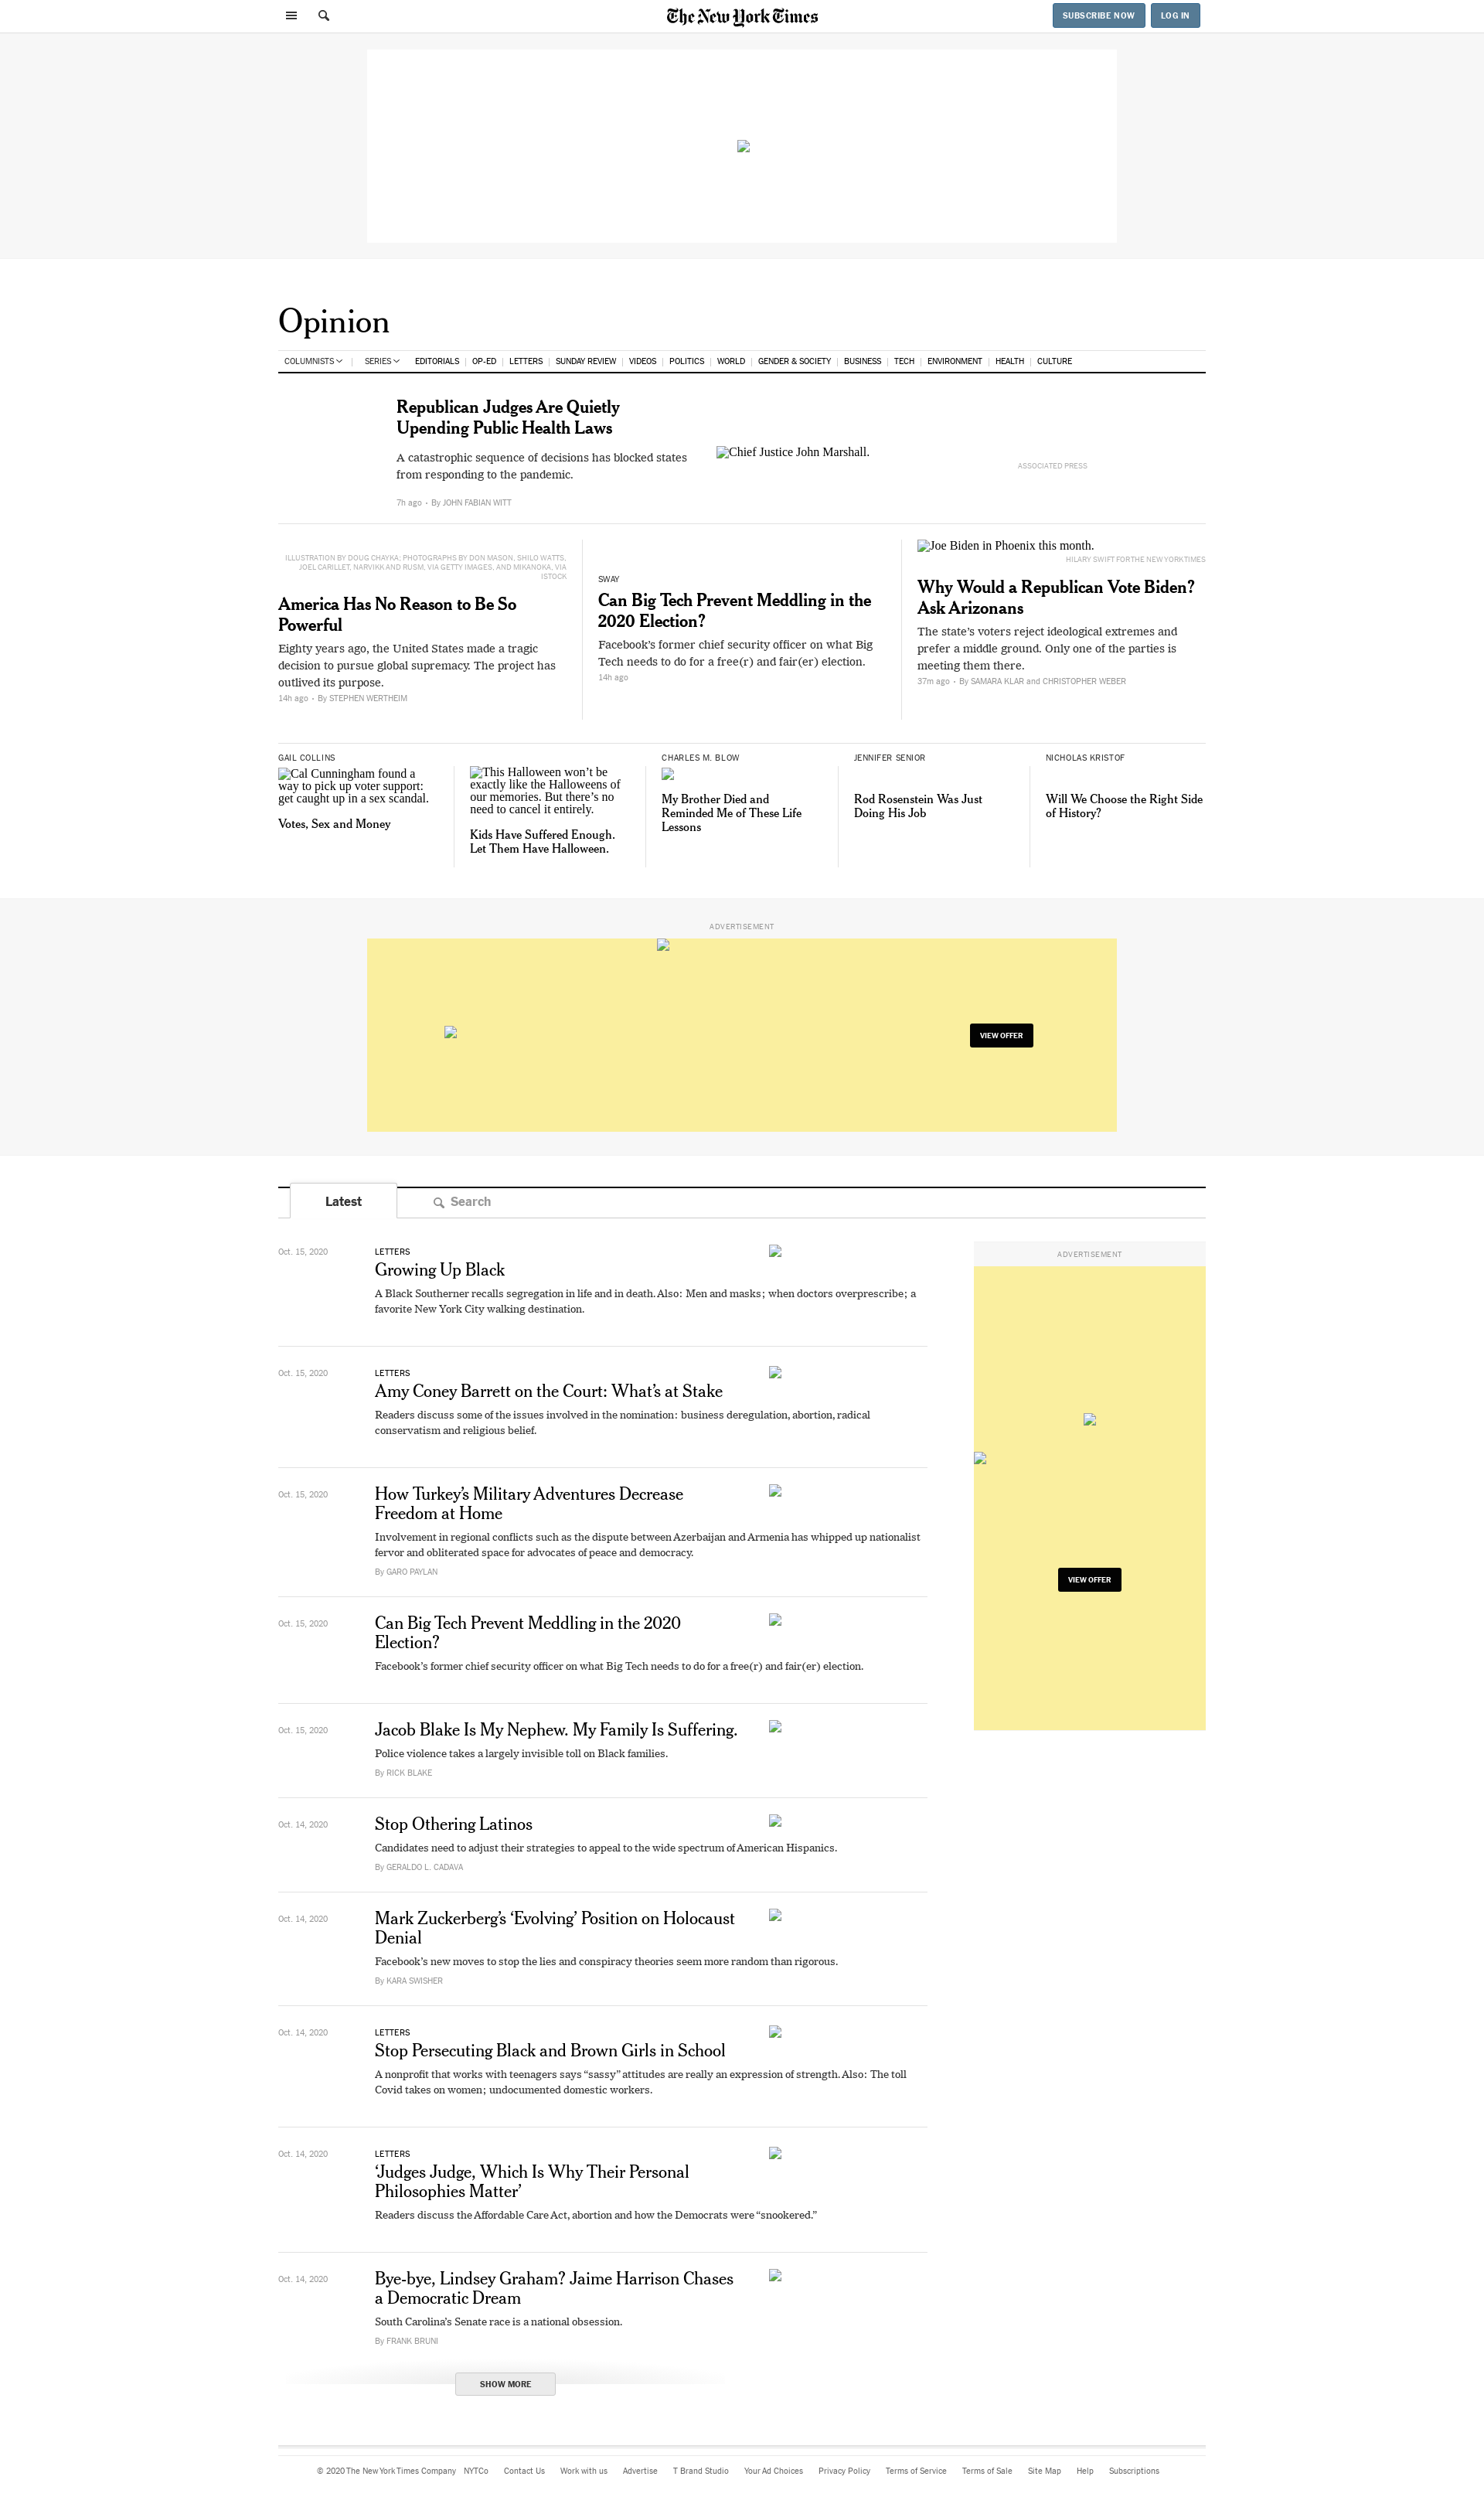 The New York Times
SUBSCRIBE NOW
LOG IN
Opinion
COLUMNISTS
SERIES
EDITORIALS
OP-ED
LETTERS
SUNDAY REVIEW
VIDEOS
POLITICS
WORLD
GENDER & SOCIETY
BUSINESS
TECH
ENVIRONMENT
HEALTH
CULTURE
Republican Judges Are Quietly
Upending Public Health Laws
A catastrophic sequence of decisions has blocked states
from responding to the pandemic.
7h ago • By JOHN FABIAN WITT
Chief Justice John Marshall.
ASSOCIATED PRESS
ILLUSTRATION BY DOUG CHAYKA; PHOTOGRAPHS BY DON MASON, SHILO WATTS,
JOEL CARILLET, NARVIKK AND RUSM, VIA GETTY IMAGES, AND MIKANOKA, VIA
ISTOCK
America Has No Reason to Be So
Powerful
Eighty years ago, the United States made a tragic
decision to pursue global supremacy. The project has
outlived its purpose.
14h ago • By STEPHEN WERTHEIM
SWAY
Can Big Tech Prevent Meddling in the
2020 Election?
Facebook’s former chief security officer on what Big
Tech needs to do for a free(r) and fair(er) election.
14h ago
Joe Biden in Phoenix this month.
HILARY SWIFT FOR THE NEW YORK TIMES
Why Would a Republican Vote Biden?
Ask Arizonans
The state’s voters reject ideological extremes and
prefer a middle ground. Only one of the parties is
meeting them there.
37m ago • By SAMARA KLAR and CHRISTOPHER WEBER
GAIL COLLINS
Cal Cunningham found a
way to pick up voter support:
get caught up in a sex scandal.
Votes, Sex and Money
This Halloween won’t be
exactly like the Halloweens of
our memories. But there’s no
need to cancel it entirely.
Kids Have Suffered Enough.
Let Them Have Halloween.
CHARLES M. BLOW
My Brother Died and
Reminded Me of These Life
Lessons
JENNIFER SENIOR
Rod Rosenstein Was Just
Doing His Job
NICHOLAS KRISTOF
Will We Choose the Right Side
of History?
ADVERTISEMENT
VIEW OFFER
Latest
Search
Oct. 15, 2020
LETTERS
Growing Up Black
A Black Southerner recalls segregation in life and in death. Also: Men and masks; when doctors overprescribe; a
favorite New York City walking destination.
Oct. 15, 2020
LETTERS
Amy Coney Barrett on the Court: What’s at Stake
Readers discuss some of the issues involved in the nomination: business deregulation, abortion, radical
conservatism and religious belief.
Oct. 15, 2020
How Turkey’s Military Adventures Decrease
Freedom at Home
Involvement in regional conflicts such as the dispute between Azerbaijan and Armenia has whipped up nationalist
fervor and obliterated space for advocates of peace and democracy.
By GARO PAYLAN
Oct. 15, 2020
Can Big Tech Prevent Meddling in the 2020
Election?
Facebook’s former chief security officer on what Big Tech needs to do for a free(r) and fair(er) election.
Oct. 15, 2020
Jacob Blake Is My Nephew. My Family Is Suffering.
Police violence takes a largely invisible toll on Black families.
By RICK BLAKE
Oct. 14, 2020
Stop Othering Latinos
Candidates need to adjust their strategies to appeal to the wide spectrum of American Hispanics.
By GERALDO L. CADAVA
Oct. 14, 2020
Mark Zuckerberg’s ‘Evolving’ Position on Holocaust
Denial
Facebook’s new moves to stop the lies and conspiracy theories seem more random than rigorous.
By KARA SWISHER
Oct. 14, 2020
LETTERS
Stop Persecuting Black and Brown Girls in School
A nonprofit that works with teenagers says “sassy” attitudes are really an expression of strength. Also: The toll
Covid takes on women; undocumented domestic workers.
Oct. 14, 2020
LETTERS
‘Judges Judge, Which Is Why Their Personal
Philosophies Matter’
Readers discuss the Affordable Care Act, abortion and how the Democrats were “snookered.”
Oct. 14, 2020
Bye-bye, Lindsey Graham? Jaime Harrison Chases
a Democratic Dream
South Carolina’s Senate race is a national obsession.
By FRANK BRUNI
SHOW MORE
ADVERTISEMENT
VIEW OFFER
© 2020 The New York Times Company
NYTCo
Contact Us
Work with us
Advertise
T Brand Studio
Your Ad Choices
Privacy Policy
Terms of Service
Terms of Sale
Site Map
Help
Subscriptions